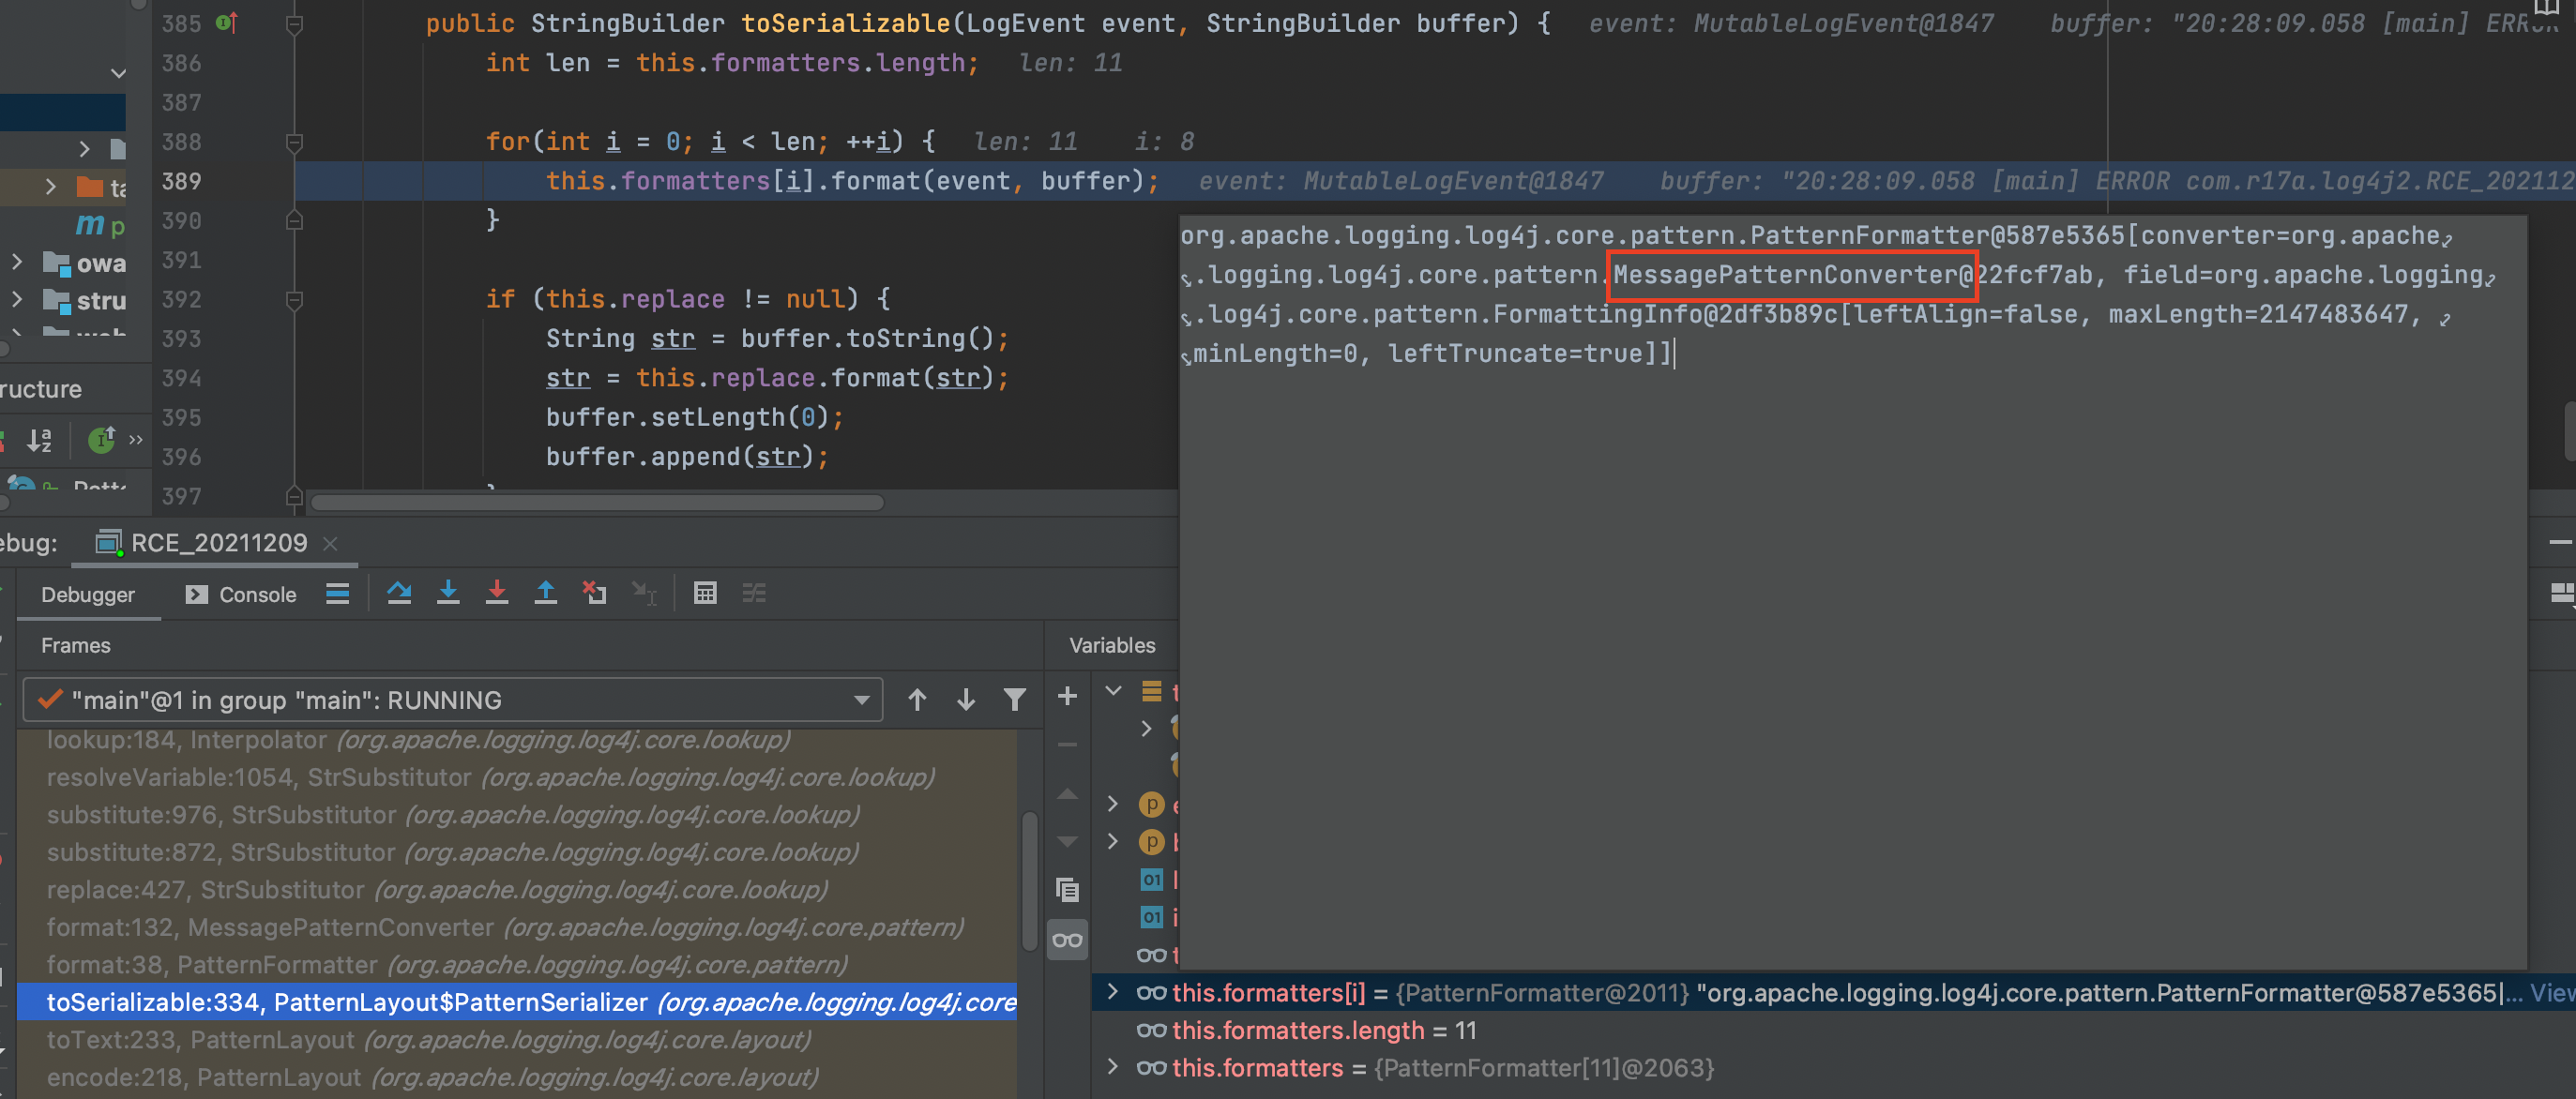 385 public StringBuilder toSerializable(LogEvent event, StringBuilder buffer) { event: MutableLogEvent@1847 buffer: "20:28:09.058 [main] ERROR
386 int len = this.formatters.length; len: 11
387
388 for(int i = 0; i < len; ++i) { len: 11 i: 8
389 this.formatters[i].format(event, buffer); event: MutableLogEvent@1847 buffer: "20:28:09.058 [main] ERROR com.r17a.log4j2.RCE_202112
390 }
391
392 if (this.replace != null) {
393 String str = buffer.toString();
394 str = this.replace.format(str);
395 buffer.setLength(0);
396 buffer.append(str);
397
org.apache.logging.log4j.core.pattern.PatternFormatter@587e5365[converter=org.apache
.logging.log4j.core.pattern.MessagePatternConverter@22fcf7ab, field=org.apache.logging
.log4j.core.pattern.FormattingInfo@2df3b89c[leftAlign=false, maxLength=2147483647,
minLength=0, leftTruncate=true]]
ta
m p
owa
stru
ructure
ebug: RCE_20211209
Debugger Console
Frames
Variables
"main"@1 in group "main": RUNNING
lookup:184, Interpolator (org.apache.logging.log4j.core.lookup)
resolveVariable:1054, StrSubstitutor (org.apache.logging.log4j.core.lookup)
substitute:976, StrSubstitutor (org.apache.logging.log4j.core.lookup)
substitute:872, StrSubstitutor (org.apache.logging.log4j.core.lookup)
replace:427, StrSubstitutor (org.apache.logging.log4j.core.lookup)
format:132, MessagePatternConverter (org.apache.logging.log4j.core.pattern)
format:38, PatternFormatter (org.apache.logging.log4j.core.pattern)
toSerializable:334, PatternLayout$PatternSerializer (org.apache.logging.log4j.core
toText:233, PatternLayout (org.apache.logging.log4j.core.layout)
encode:218, PatternLayout (org.apache.logging.log4j.core.layout)
this.formatters[i] = {PatternFormatter@2011} "org.apache.logging.log4j.core.pattern.PatternFormatter@587e5365[... View
this.formatters.length = 11
this.formatters = {PatternFormatter[11]@2063}